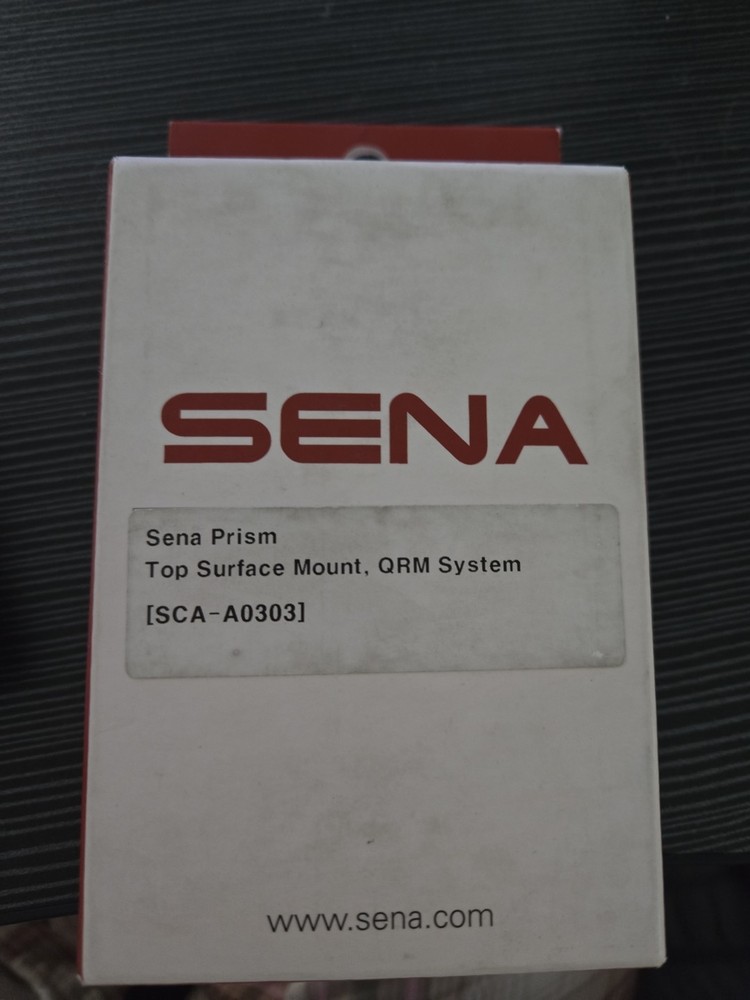 SENA
Sena Prism
Top Surface Mount, QRM System
[SCA-A0303]
www.sena.com